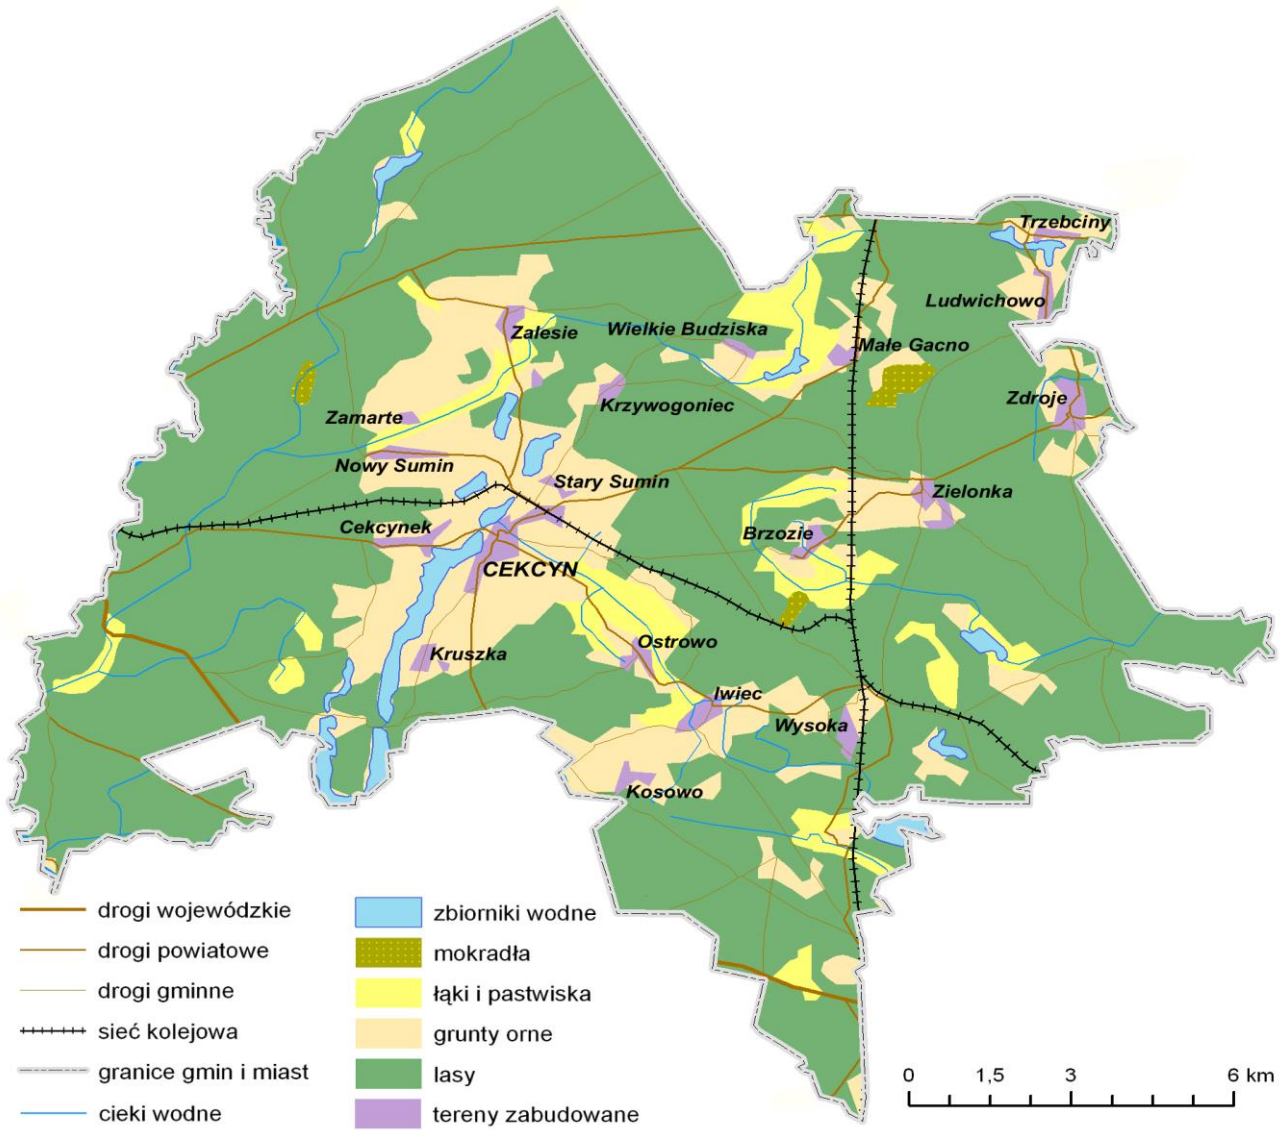 Trzebciny
Ludwichowo
Zalesie
Wielkie Budziska
Małe Gacno
Krzywogoniec
Zdroje
Zamarte
Nowy Sumin
Stary Sumin
Zielonka
Cekcynek
Brzozie
CEKCYN
Ostrowo
Kruszka
Iwiec
Wysoka
Kosowo
drogi wojewódzkie
drogi powiatowe
drogi gminne
sieć kolejowa
granice gmin i miast
cieki wodne
zbiorniki wodne
mokradła
łąki i pastwiska
grunty orne
lasy
tereny zabudowane
0 1,5 3 6 km